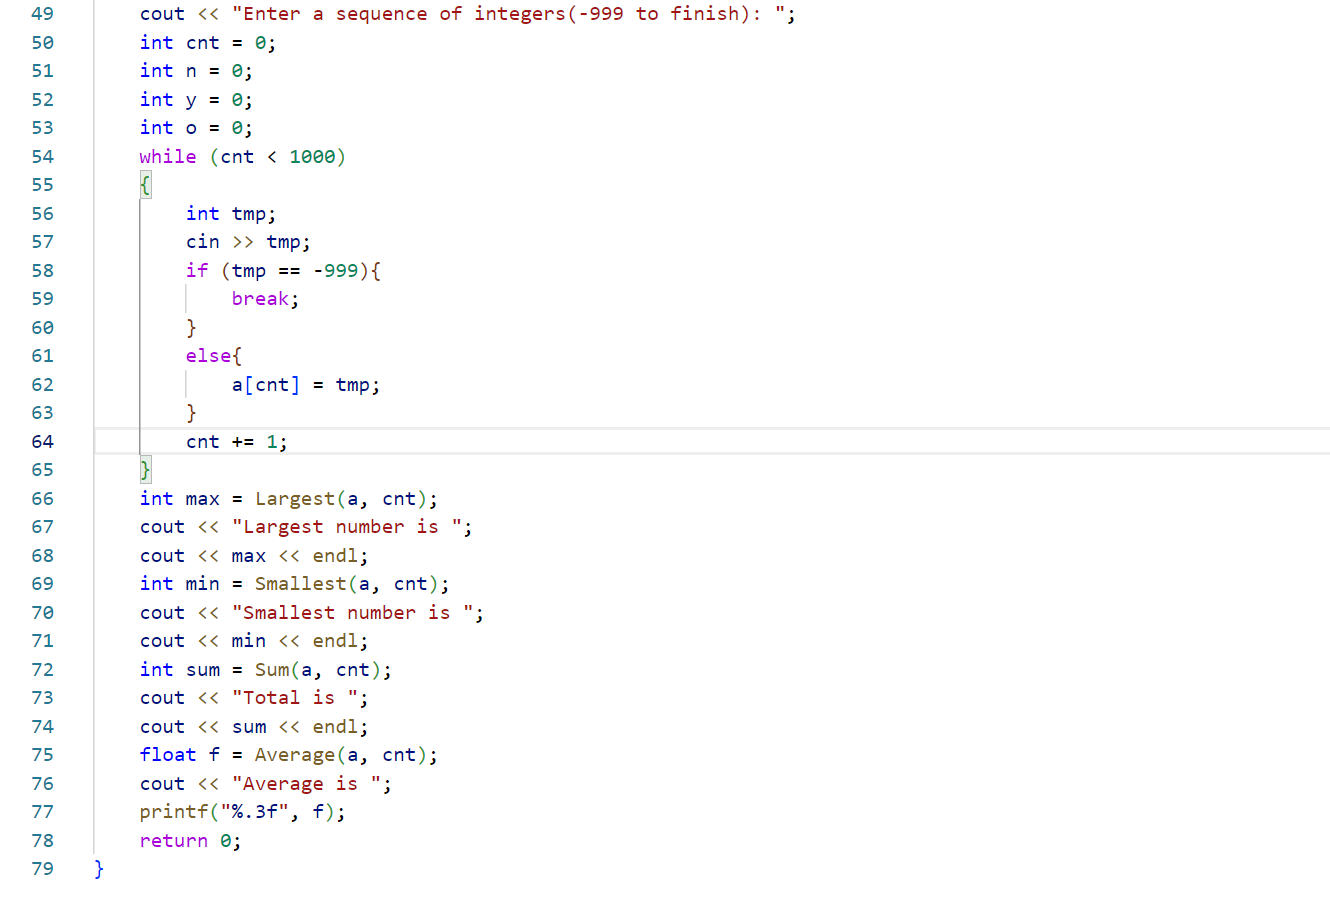 49 cout << "Enter a sequence of integers(-999 to finish): ";
50 int cnt = 0;
51 int n = 0;
52 int y = 0;
53 int o = 0;
54 while (cnt < 1000)
55 {
56 int tmp;
57 cin >> tmp;
58 if (tmp == -999){
59 break;
60 }
61 else{
62 a[cnt] = tmp;
63 }
64 cnt += 1;
65 }
66 int max = Largest(a, cnt);
67 cout << "Largest number is ";
68 cout << max << endl;
69 int min = Smallest(a, cnt);
70 cout << "Smallest number is ";
71 cout << min << endl;
72 int sum = Sum(a, cnt);
73 cout << "Total is ";
74 cout << sum << endl;
75 float f = Average(a, cnt);
76 cout << "Average is ";
77 printf("%.3f", f);
78 return 0;
79 }